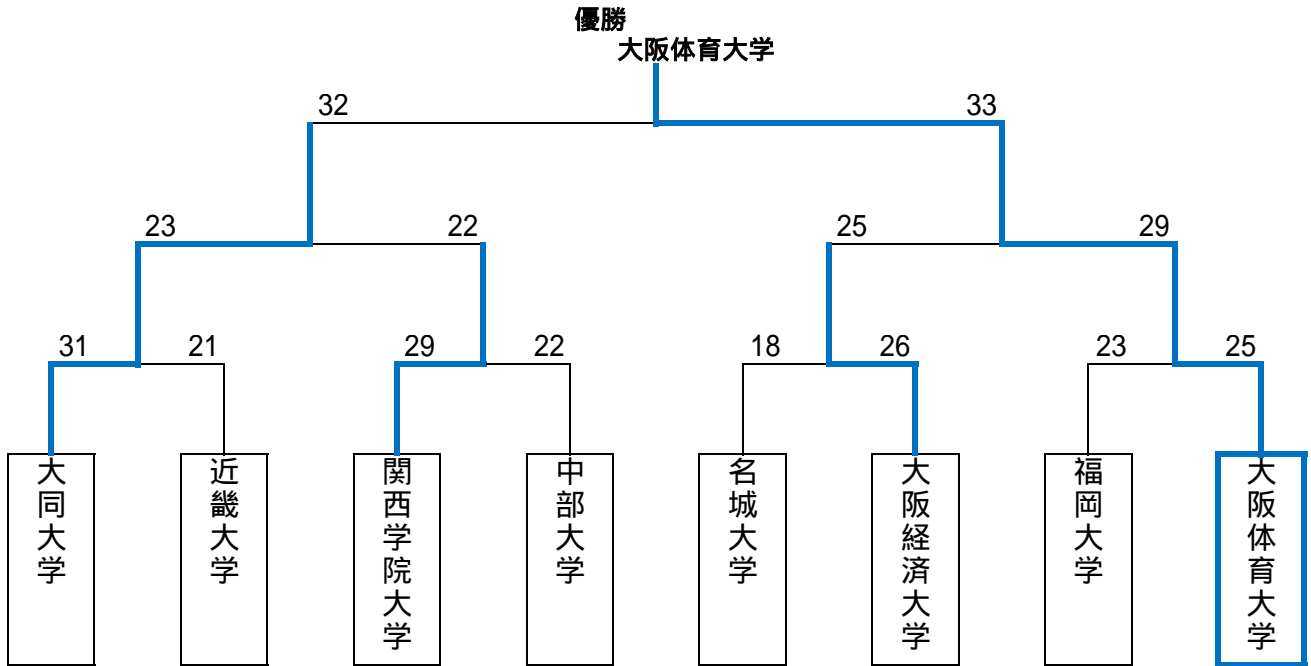 優勝
大阪体育大学
32 33
23 22 25 29
31 21 29 22 18 26 23 25
大同大学
近畿大学
関西学院大学
中部大学
名城大学
大阪経済大学
福岡大学
大阪体育大学